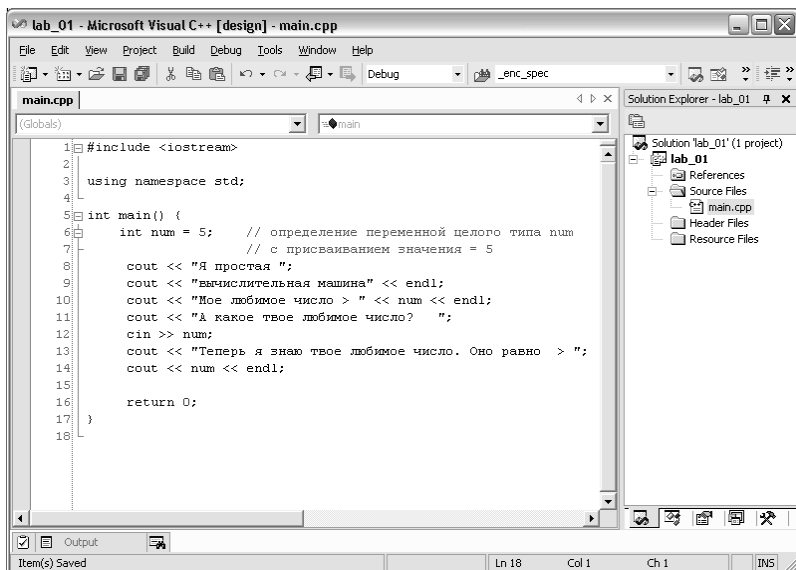 lab_01 - Microsoft Visual C++ [design] - main.cpp
File Edit View Project Build Debug Tools Window Help
Debug _enc_spec
main.cpp
(Globals) main
1 #include <iostream>
2
3 using namespace std;
4
5 int main() {
6 int num = 5; // определение переменной целого типа num
7 // с присваиванием значения = 5
8 cout << "Я простая ";
9 cout << "вычислительная машина" << endl;
10 cout << "Мое любимое число > " << num << endl;
11 cout << "А какое твое любимое число?   ";
12 cin >> num;
13 cout << "Теперь я знаю твое любимое число. Оно равно  > ";
14 cout << num << endl;
15
16 return 0;
17 }
18
Solution Explorer - lab_01
Solution 'lab_01' (1 project)
lab_01
References
Source Files
main.cpp
Header Files
Resource Files
Output
Item(s) Saved Ln 18 Col 1 Ch 1 INS